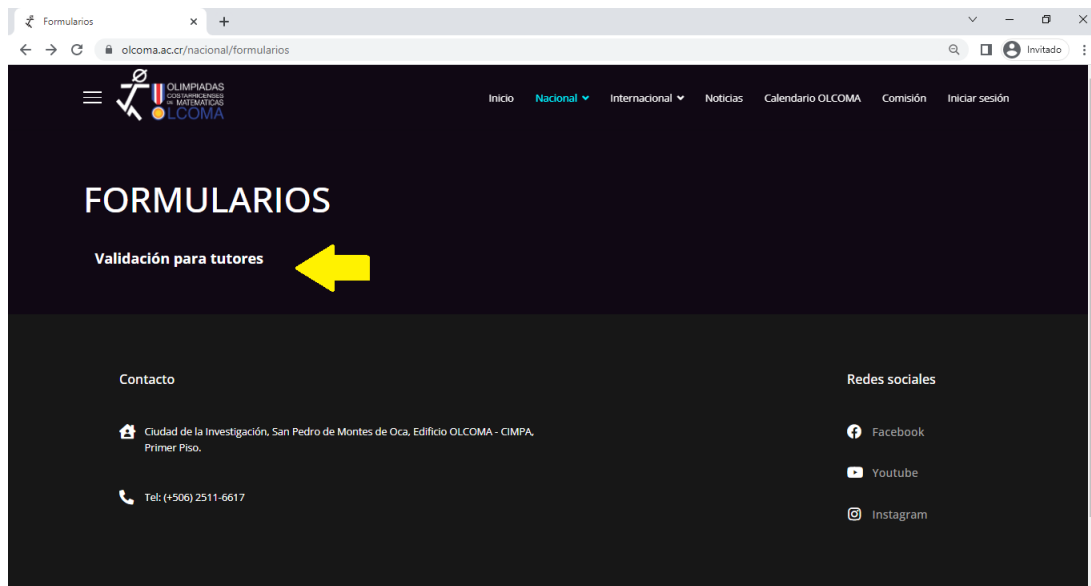 Formularios
olcoma.ac.cr/nacional/formularios
Invitado
OLIMPIADAS
COSTARRICENSES
DE MATEMATICAS
OLCOMA
Inicio Nacional Internacional Noticias Calendario OLCOMA Comisión Iniciar sesión
FORMULARIOS
Validación para tutores
Contacto
Ciudad de la Investigación, San Pedro de Montes de Oca, Edificio OLCOMA - CIMPA,
Primer Piso.
Tel: (+506) 2511-6617
Redes sociales
Facebook
Youtube
Instagram